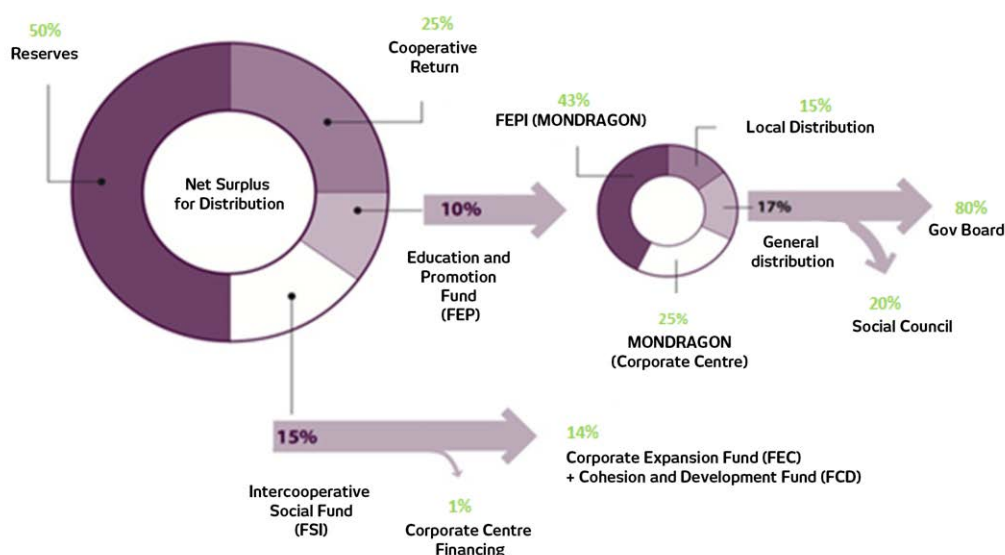 50%
Reserves
25%
Cooperative
Return
Net Surplus
for Distribution
10%
Education and
Promotion
Fund
(FEP)
43%
FEPI (MONDRAGON)
15%
Local Distribution
17%
General
distribution
80%
Gov Board
20%
Social Council
25%
MONDRAGON
(Corporate Centre)
15%
Intercooperative
Social Fund
(FSI)
1%
Corporate Centre
Financing
14%
Corporate Expansion Fund (FEC)
+ Cohesion and Development Fund (FCD)